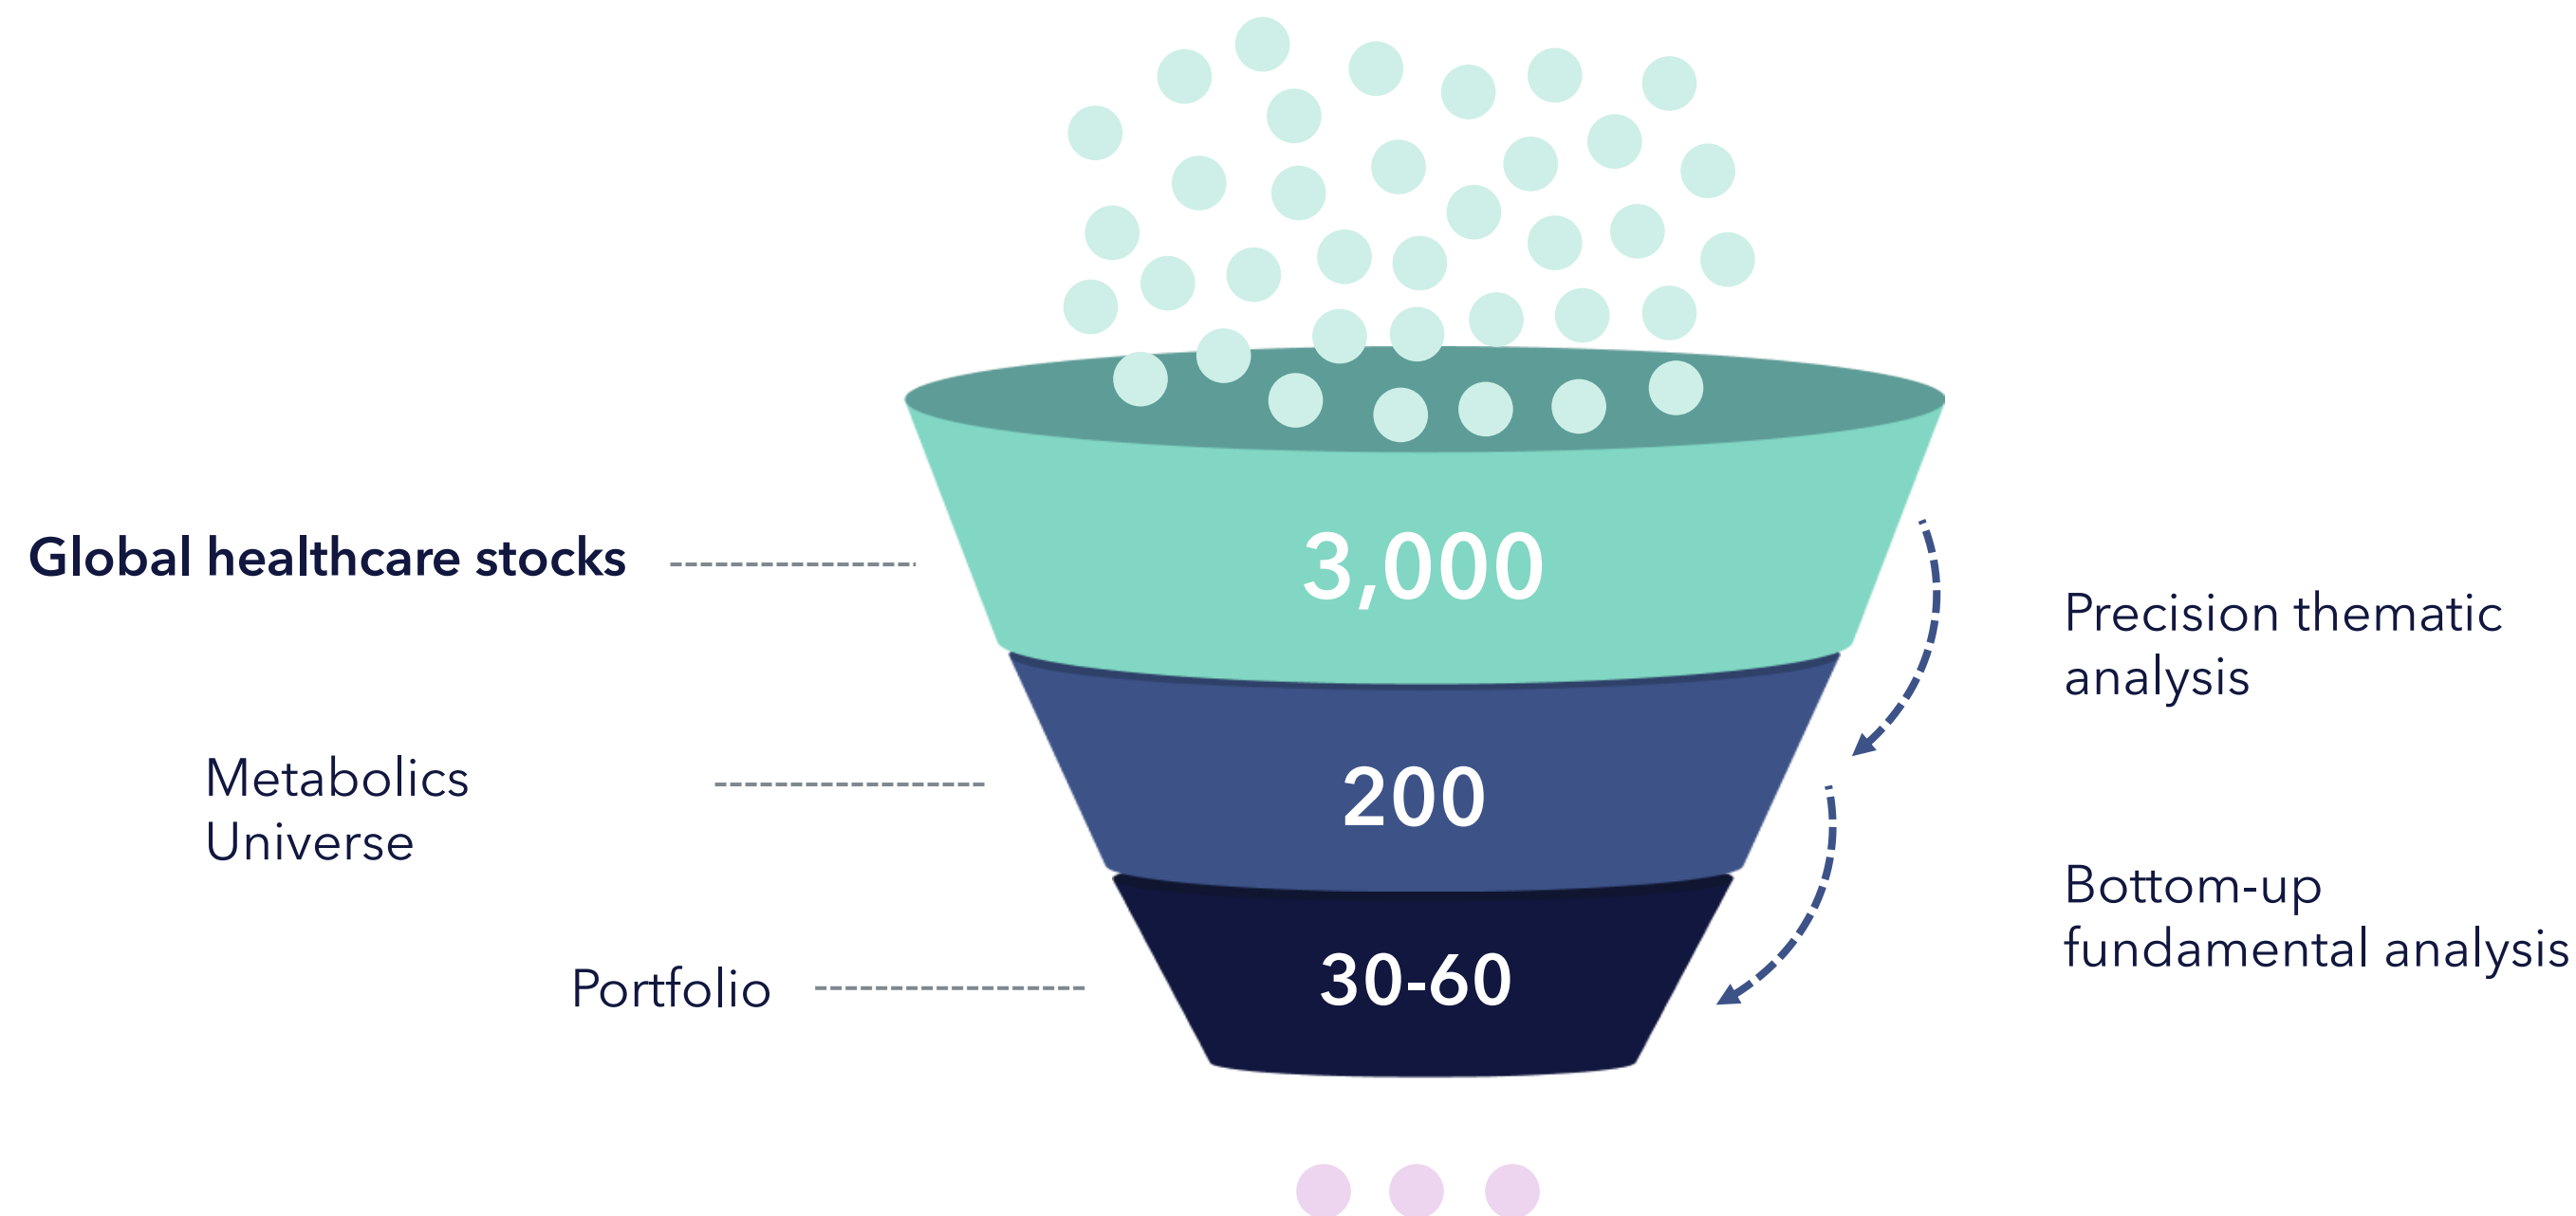 Global healthcare stocks
3,000
Precision thematic
analysis
Metabolics
Universe
200
Bottom-up
fundamental analysis
Portfolio
30-60